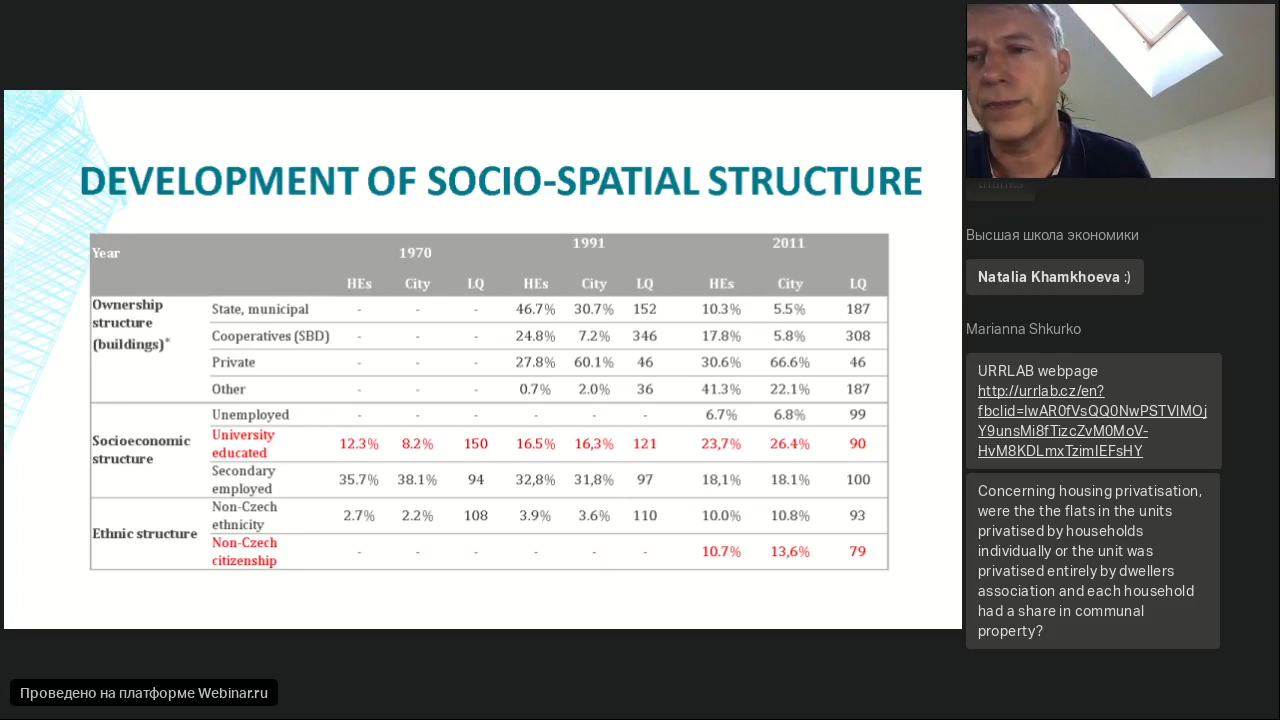 DEVELOPMENT OF SOCIO-SPATIAL STRUCTURE
Year 1970 1991 2011
HEs City LQ HEs City LQ HEs City LQ
Ownership structure (buildings)*
State, municipal - - - 46.7% 30.7% 152 10.3% 5.5% 187
Cooperatives (SBD) - - - 24.8% 7.2% 346 17.8% 5.8% 308
Private - - - 27.8% 60.1% 46 30.6% 66.6% 46
Other - - - 0.7% 2.0% 36 41.3% 22.1% 187
Socioeconomic structure
Unemployed - - - - - - 6.7% 6.8% 99
University educated 12.3% 8.2% 150 16.5% 16,3% 121 23,7% 26.4% 90
Secondary employed 35.7% 38.1% 94 32,8% 31,8% 97 18,1% 18.1% 100
Ethnic structure
Non-Czech ethnicity 2.7% 2.2% 108 3.9% 3.6% 110 10.0% 10.8% 93
Non-Czech citizenship - - - - - - 10.7% 13,6% 79
thanks
Высшая школа экономики
Natalia Khamkhoeva :)
Marianna Shkurko
URRLAB webpage
http://urrlab.cz/en?
fbclid=IwAR0fVsQQ0NwPSTVlMOj
Y9unsMi8fTizcZvM0MoV-
HvM8KDLmxTzimIEFsHY
Concerning housing privatisation,
were the the flats in the units
privatised by households
individually or the unit was
privatised entirely by dwellers
association and each household
had a share in communal
property?
Проведено на платформе Webinar.ru